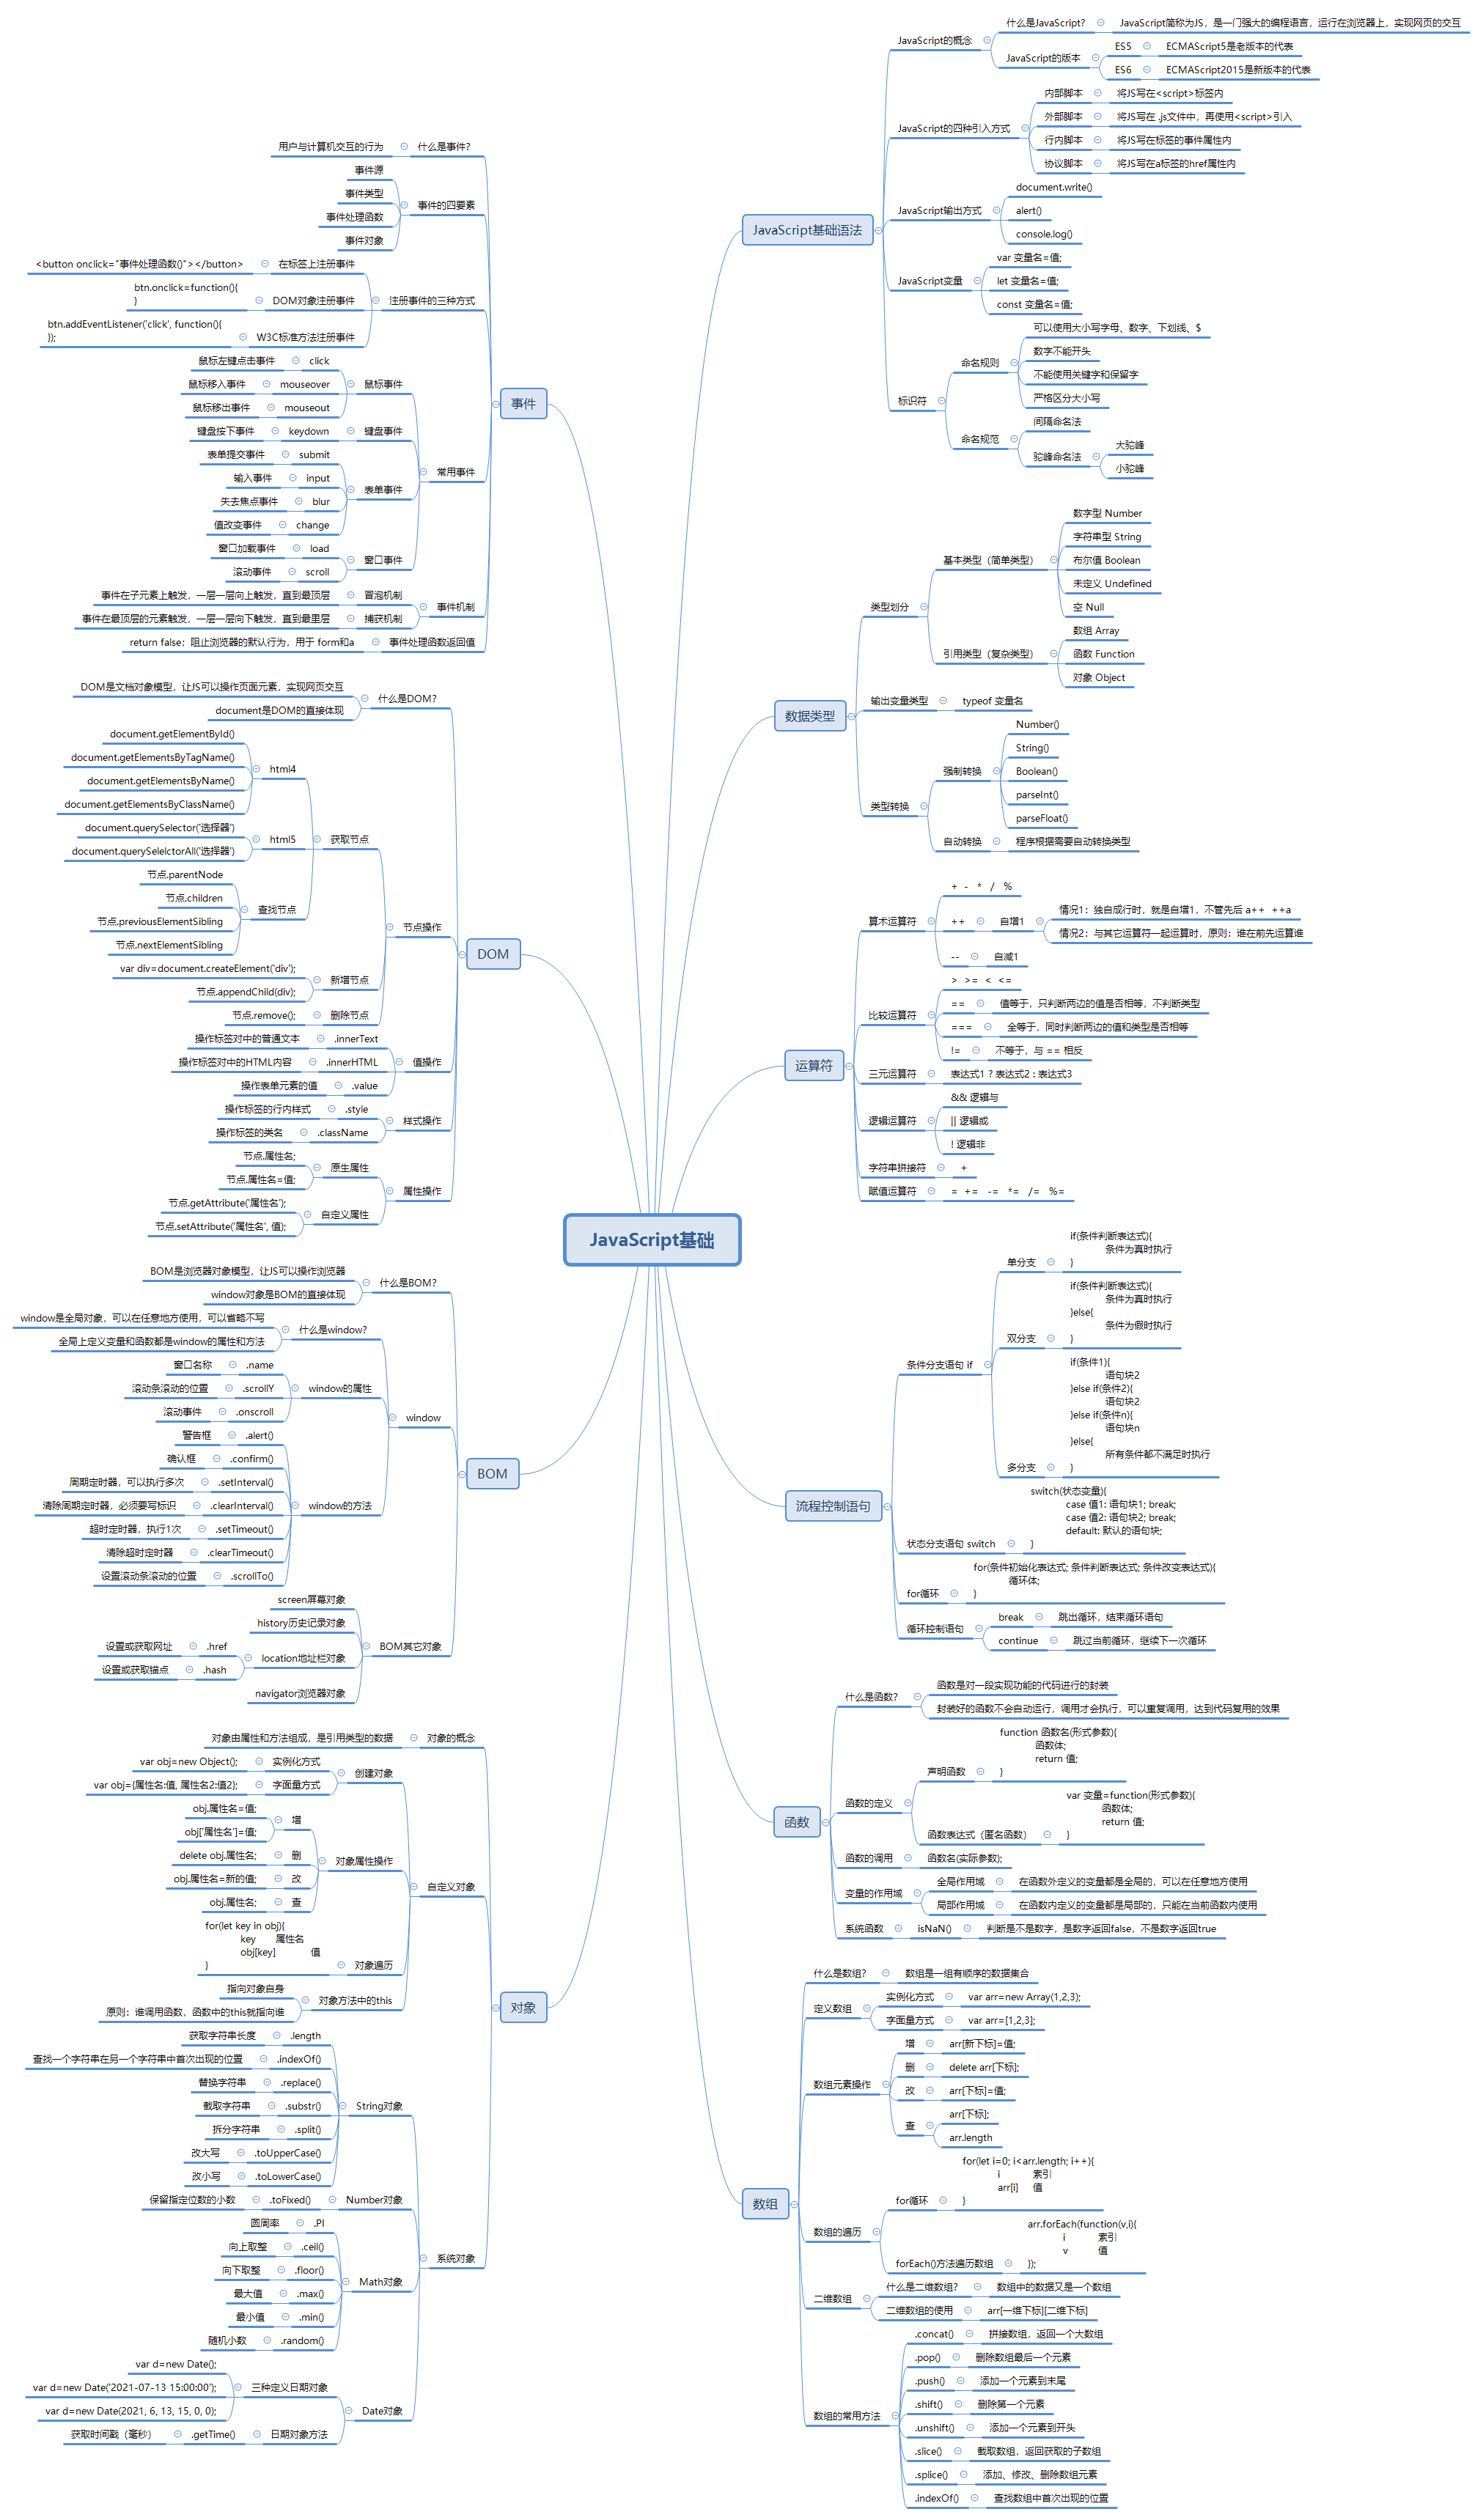 JavaScript基础
JavaScript基础语法
JavaScript的概念
什么是JavaScript?
JavaScript简称为JS，是一门强大的编程语言，运行在浏览器上，实现网页的交互
JavaScript的版本
ES5
ECMAScript5是老版本的代表
ES6
ECMAScript2015是新版本的代表
JavaScript的四种引入方式
内部脚本
将JS写在<script>标签内
外部脚本
将JS写在 .js文件中，再使用<script>引入
行内脚本
将JS写在标签的事件属性内
协议脚本
将JS写在a标签的href属性内
JavaScript输出方式
document.write()
alert()
console.log()
JavaScript变量
var 变量名=值;
let 变量名=值;
const 变量名=值;
标识符
命名规则
可以使用大小写字母、数字、下划线、$
数字不能开头
不能使用关键字和保留字
严格区分大小写
命名规范
间隔命名法
驼峰命名法
大驼峰
小驼峰
数据类型
类型划分
基本类型（简单类型）
数字型 Number
字符串型 String
布尔值 Boolean
未定义 Undefined
空 Null
引用类型（复杂类型）
数组 Array
函数 Function
对象 Object
输出变量类型
typeof 变量名
类型转换
强制转换
Number()
String()
Boolean()
parseInt()
parseFloat()
自动转换
程序根据需要自动转换类型
运算符
算术运算符
+ - * / %
++
自增1
情况1：独自成行时，就是自增1，不管先后 a++ ++a
情况2：与其它运算符一起运算时，原则：谁在前先运算谁
--
自减1
比较运算符
> >= < <=
==
值等于，只判断两边的值是否相等，不判断类型
===
全等于，同时判断两边的值和类型是否相等
!=
不等于，与 == 相反
三元运算符
表达式1 ? 表达式2 : 表达式3
逻辑运算符
&& 逻辑与
|| 逻辑或
! 逻辑非
字符串拼接符
+
赋值运算符
= += -= *= /= %=
流程控制语句
条件分支语句 if
单分支
if(条件判断表达式){
条件为真时执行
}
双分支
if(条件判断表达式){
条件为真时执行
}else{
条件为假时执行
}
多分支
if(条件1){
语句块2
}else if(条件2){
语句块2
}else if(条件n){
语句块n
}else{
所有条件都不满足时执行
}
状态分支语句 switch
switch(状态变量){
case 值1: 语句块1; break;
case 值2: 语句块2; break;
default: 默认的语句块;
}
for循环
for(条件初始化表达式; 条件判断表达式; 条件改变表达式){
循环体;
}
循环控制语句
break
跳出循环，结束循环语句
continue
跳过当前循环，继续下一次循环
函数
什么是函数?
函数是对一段实现功能的代码进行的封装
封装好的函数不会自动运行，调用才会执行，可以重复调用，达到代码复用的效果
函数的定义
声明函数
function 函数名(形式参数){
函数体;
return 值;
}
函数表达式（匿名函数）
var 变量=function(形式参数){
函数体;
return 值;
}
函数的调用
函数名(实际参数);
变量的作用域
全局作用域
在函数外定义的变量都是全局的，可以在任意地方使用
局部作用域
在函数内定义的变量都是局部的，只能在当前函数内使用
系统函数
isNaN()
判断是不是数字，是数字返回false，不是数字返回true
数组
什么是数组?
数组是一组有顺序的数据集合
定义数组
实例化方式
var arr=new Array(1,2,3);
字面量方式
var arr=[1,2,3];
数组元素操作
增
arr[新下标]=值;
删
delete arr[下标];
改
arr[下标]=值;
查
arr[下标];
arr.length
数组的遍历
for循环
for(let i=0; i<arr.length; i++){
i 索引
arr[i] 值
}
forEach()方法遍历数组
arr.forEach(function(v,i){
i 索引
v 值
});
二维数组
什么是二维数组?
数组中的数据又是一个数组
二维数组的使用
arr[一维下标][二维下标]
数组的常用方法
.concat()
拼接数组，返回一个大数组
.pop()
删除数组最后一个元素
.push()
添加一个元素到末尾
.shift()
删除第一个元素
.unshift()
添加一个元素到开头
.slice()
截取数组，返回获取的子数组
.splice()
添加、修改、删除数组元素
.indexOf()
查找数组中首次出现的位置
事件
什么是事件?
用户与计算机交互的行为
事件的四要素
事件源
事件类型
事件处理函数
事件对象
注册事件的三种方式
在标签上注册事件
<button onclick="事件处理函数()"></button>
DOM对象注册事件
btn.onclick=function(){
}
W3C标准方法注册事件
btn.addEventListener('click', function(){
});
常用事件
鼠标事件
click
鼠标左键点击事件
mouseover
鼠标移入事件
mouseout
鼠标移出事件
键盘事件
keydown
键盘按下事件
表单事件
submit
表单提交事件
input
输入事件
blur
失去焦点事件
change
值改变事件
窗口事件
load
窗口加载事件
scroll
滚动事件
事件机制
冒泡机制
事件在子元素上触发，一层一层向上触发，直到最顶层
捕获机制
事件在最顶层的元素触发，一层一层向下触发，直到最里层
事件处理函数返回值
return false；阻止浏览器的默认行为，用于 form和a
DOM
什么是DOM?
DOM是文档对象模型，让JS可以操作页面元素，实现网页交互
document是DOM的直接体现
节点操作
获取节点
html4
document.getElementById()
document.getElementsByTagName()
document.getElementsByName()
document.getElementsByClassName()
html5
document.querySelector('选择器')
document.querySelelctorAll('选择器')
查找节点
节点.parentNode
节点.children
节点.previousElementSibling
节点.nextElementSibling
新增节点
var div=document.createElement('div');
节点.appendChild(div);
删除节点
节点.remove();
值操作
.innerText
操作标签对中的普通文本
.innerHTML
操作标签对中的HTML内容
.value
操作表单元素的值
样式操作
.style
操作标签的行内样式
.className
操作标签的类名
属性操作
原生属性
节点.属性名;
节点.属性名=值;
自定义属性
节点.getAttribute('属性名');
节点.setAttribute('属性名', 值);
BOM
什么是BOM?
BOM是浏览器对象模型，让JS可以操作浏览器
window对象是BOM的直接体现
window
什么是window?
window是全局对象，可以在任意地方使用，可以省略不写
全局上定义变量和函数都是window的属性和方法
window的属性
.name
窗口名称
.scrollY
滚动条滚动的位置
.onscroll
滚动事件
window的方法
.alert()
警告框
.confirm()
确认框
.setInterval()
周期定时器，可以执行多次
.clearInterval()
清除周期定时器，必须要写标识
.setTimeout()
超时定时器，执行1次
.clearTimeout()
清除超时定时器
.scrollTo()
设置滚动条滚动的位置
BOM其它对象
screen屏幕对象
history历史记录对象
location地址栏对象
.href
设置或获取网址
.hash
设置或获取锚点
navigator浏览器对象
对象
对象的概念
对象由属性和方法组成，是引用类型的数据
自定义对象
创建对象
实例化方式
var obj=new Object();
字面量方式
var obj={属性名:值, 属性名2:值2};
对象属性操作
增
obj.属性名=值;
obj['属性名']=值;
删
delete obj.属性名;
改
obj.属性名=新的值;
查
obj.属性名;
对象遍历
for(let key in obj){
key 属性名
obj[key] 值
}
对象方法中的this
指向对象自身
原则：谁调用函数，函数中的this就指向谁
系统对象
String对象
.length
获取字符串长度
.indexOf()
查找一个字符串在另一个字符串中首次出现的位置
.replace()
替换字符串
.substr()
截取字符串
.split()
拆分字符串
.toUpperCase()
改大写
.toLowerCase()
改小写
Number对象
.toFixed()
保留指定位数的小数
Math对象
.PI
圆周率
.ceil()
向上取整
.floor()
向下取整
.max()
最大值
.min()
最小值
.random()
随机小数
Date对象
三种定义日期对象
var d=new Date();
var d=new Date('2021-07-13 15:00:00');
var d=new Date(2021, 6, 13, 15, 0, 0);
日期对象方法
.getTime()
获取时间戳（毫秒）